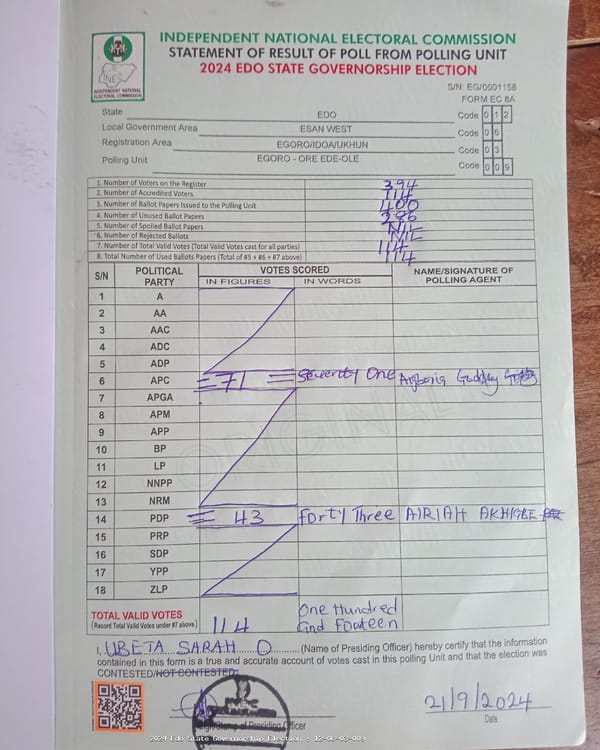 INDEPENDENT NATIONAL ELECTORAL COMMISSION
STATEMENT OF RESULT OF POLL FROM POLLING UNIT
2024 EDO STATE GOVERNORSHIP ELECTION
INEC
INDEPENDENT NATIONAL
ELECTORAL COMMISSION
S/N: EG/0001158
FORM EC 8A
State EDO Code 0 1 2
Local Government Area ESAN WEST Code 0 6
Registration Area EGORO/IDOA/UKHUN Code 0 3
Polling Unit EGORO - ORE EDE-OLE Code 0 0 9
1. Number of Voters on the Register 394
2. Number of Accredited Voters 114
3. Number of Ballot Papers Issued to the Polling Unit 400
4. Number of Unused Ballot Papers 286
5. Number of Spoiled Ballot Papers NIL
6. Number of Rejected Ballots NIL
7. Number of Total Valid Votes (Total Valid Votes cast for all parties) 114
8. Total Number of Used Ballots Papers (Total of #5 + #6 + #7 above) 114
S/N POLITICAL PARTY VOTES SCORED NAME/SIGNATURE OF POLLING AGENT
IN FIGURES IN WORDS
1 A
2 AA
3 AAC
4 ADC
5 ADP
6 APC = 71 = Seventy One Godday
7 APGA
8 APM
9 APP
10 BP
11 LP
12 NNPP
13 NRM
14 PDP = 43 Forty Three AIRIAH AKHIGBE
15 PRP
16 SDP
17 YPP
18 ZLP
ORIGINAL
TOTAL VALID VOTES
(Record Total Valid Votes under #7 above) 114 One Hundred and Fouteen
I, UBETA SARAH O (Name of Presiding Officer) hereby certify that the information
contained in this form is a true and accurate account of votes cast in this polling Unit and that the election was
CONTESTED/NOT CONTESTED.
21/9/2024
Date
Stamp of Presiding Officer
2024 Edo State Governorship Election : 12-06-03-009